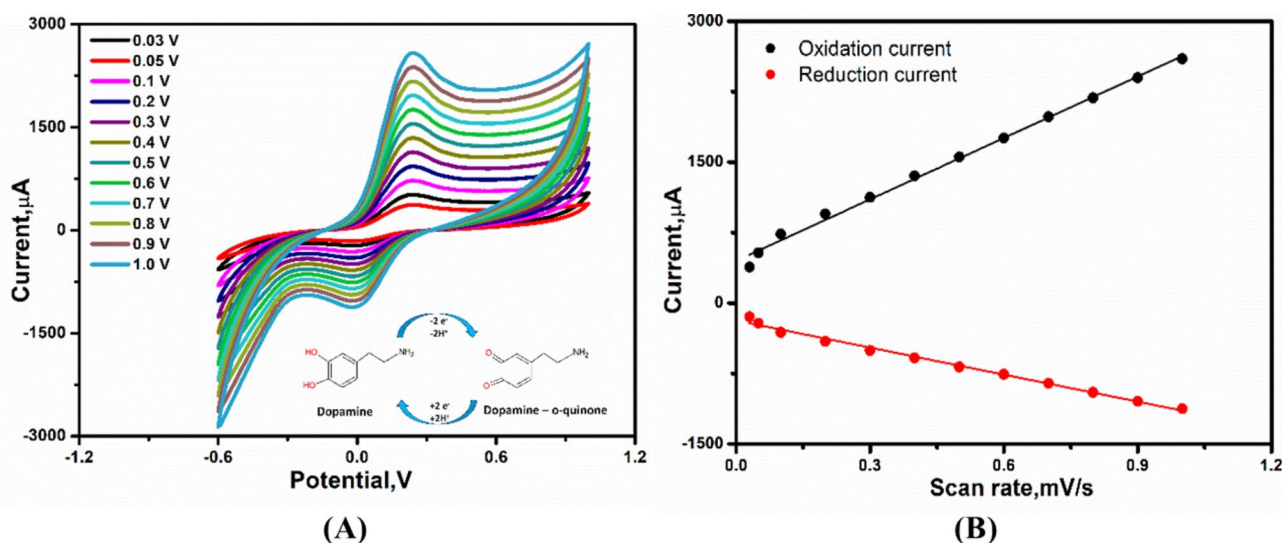 3000
1500
0
-1500
-3000
Current,µA
0.03 V
0.05 V
0.1 V
0.2 V
0.3 V
0.4 V
0.5 V
0.6 V
0.7 V
0.8 V
0.9 V
1.0 V
-2 e⁻
-2H⁺
HO
HO
NH₂
O
O
NH₂
Dopamine
+2 e⁻
+2H⁺
Dopamine – o-quinone
-1.2
-0.6
0.0
0.6
1.2
Potential,V
(A)
3000
1500
0
-1500
Current,µA
Oxidation current
Reduction current
0.0
0.3
0.6
0.9
1.2
Scan rate,mV/s
(B)